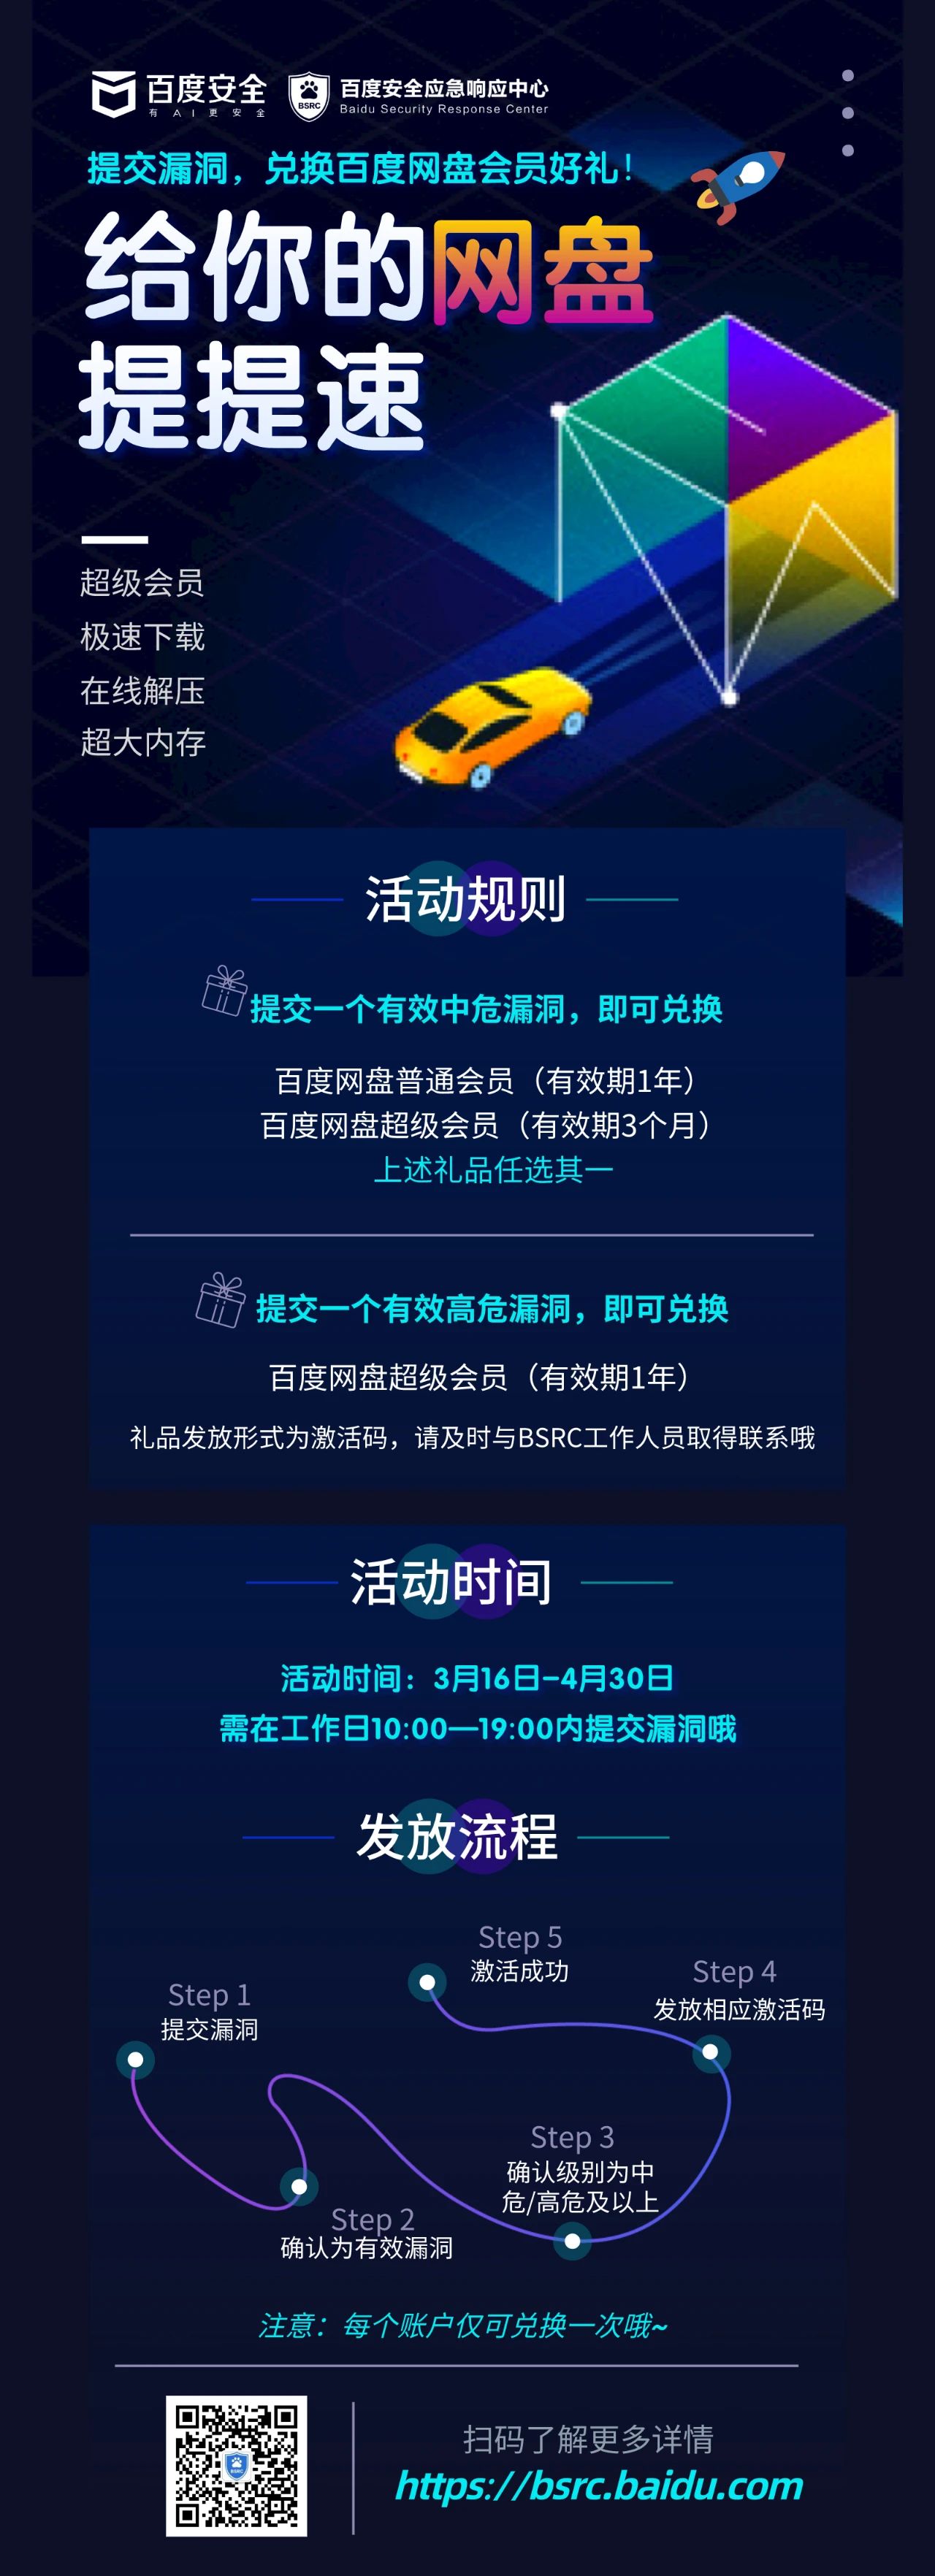 百度安全
有AI更安全
BSRC
百度安全应急响应中心
Baidu Security Response Center
提交漏洞，兑换百度网盘会员好礼！
给你的网盘
提提速
超级会员
极速下载
在线解压
超大内存
活动规则
提交一个有效中危漏洞，即可兑换
百度网盘普通会员（有效期1年）
百度网盘超级会员（有效期3个月）
上述礼品任选其一
提交一个有效高危漏洞，即可兑换
百度网盘超级会员（有效期1年）
礼品发放形式为激活码，请及时与BSRC工作人员取得联系哦
活动时间
活动时间：3月16日-4月30日
需在工作日10:00—19:00内提交漏洞哦
发放流程
Step 1
提交漏洞
Step 2
确认为有效漏洞
Step 3
确认级别为中
危/高危及以上
Step 4
发放相应激活码
Step 5
激活成功
注意：每个账户仅可兑换一次哦~
BSRC
扫码了解更多详情
https://bsrc.baidu.com